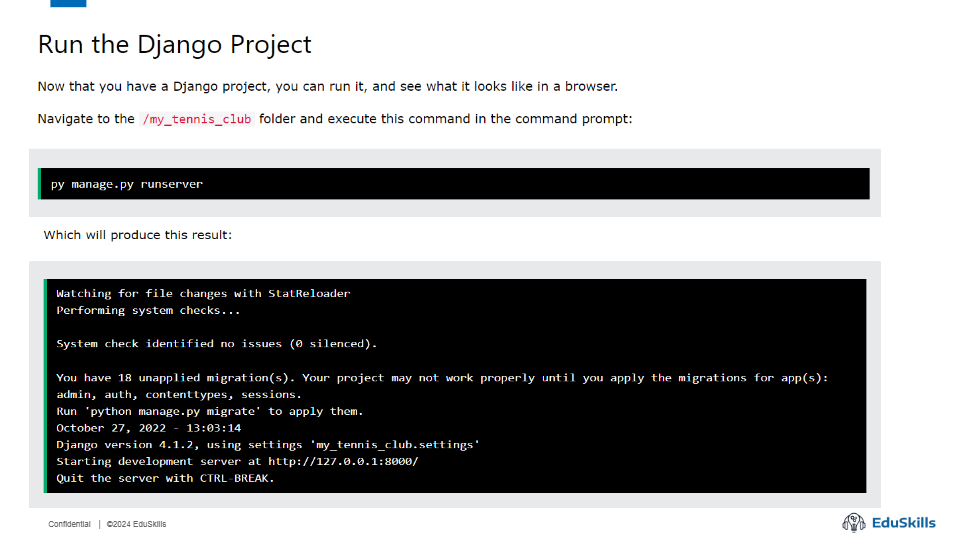 Run the Django Project
Now that you have a Django project, you can run it, and see what it looks like in a browser.
Navigate to the /my_tennis_club folder and execute this command in the command prompt:
py manage.py runserver
Which will produce this result:
Watching for file changes with StatReloader
Performing system checks...
System check identified no issues (0 silenced).
You have 18 unapplied migration(s). Your project may not work properly until you apply the migrations for app(s):
admin, auth, contenttypes, sessions.
Run 'python manage.py migrate' to apply them.
October 27, 2022 - 13:03:14
Django version 4.1.2, using settings 'my_tennis_club.settings'
Starting development server at http://127.0.0.1:8000/
Quit the server with CTRL-BREAK.
Confidential | ©2024 EduSkills
EduSkills